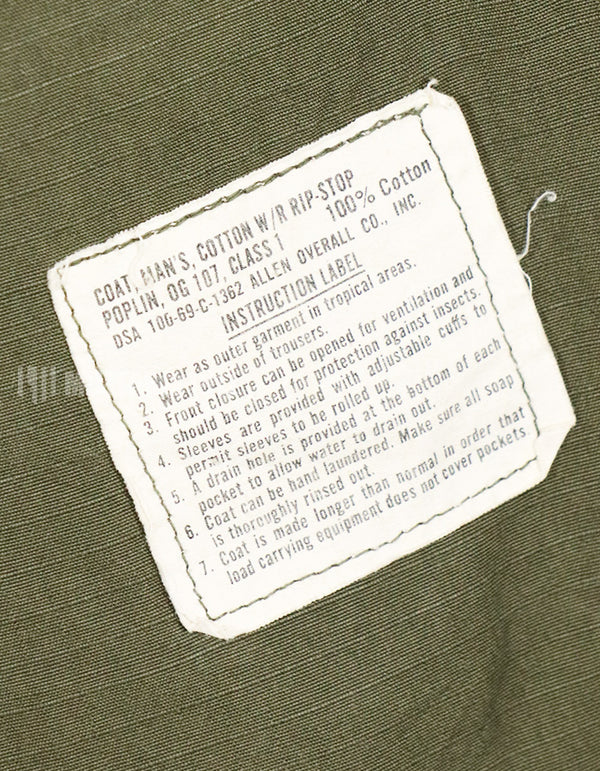 COAT, MAN'S, COTTON W/R RIP-STOP
POPLIN, OG 107, CLASS 1 100% Cotton
DSA 100-69-C-1362 ALLEN OVERALL CO., INC.
INSTRUCTION LABEL
1. Wear as outer garment in tropical areas.
2. Wear outside of trousers.
3. Front closure can be opened for ventilation and
should be closed for protection against insects.
4. Sleeves are provided with adjustable cuffs to
permit sleeves to be rolled up.
5. A drain hole is provided at the bottom of each
pocket to allow water to drain out.
6. Coat can be hand laundered. Make sure all soap
is thoroughly rinsed out.
7. Coat is made longer than normal in order that
load carrying equipment does not cover pockets.